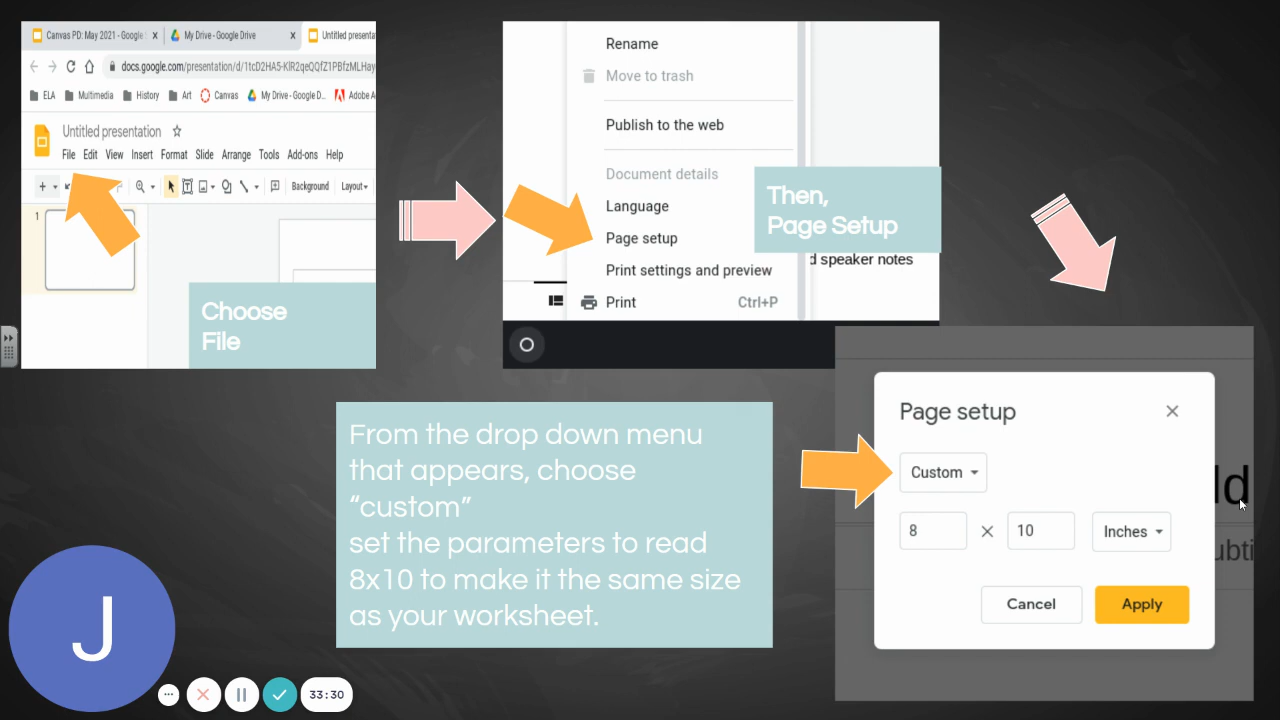 Canvas PD: May 2021 - Google
My Drive - Google Drive
Untitled presenta
docs.google.com/presentation/d/1tcD2HA5-KIR2qeQQfZ1PBfzMLHay
ELA
Multimedia
History
Art
Canvas
My Drive - Google D...
Adobe A
Untitled presentation
File Edit View Insert Format Slide Arrange Tools Add-ons Help
Background
Layout
1
Choose
File
Rename
Move to trash
Publish to the web
Document details
Language
Page setup
Print settings and preview
Print Ctrl+P
d speaker notes
Then,
Page Setup
From the drop down menu
that appears, choose
“custom”
set the parameters to read
8x10 to make it the same size
as your worksheet.
Page setup
Custom
8 × 10 Inches
Cancel
Apply
ld
ubti
J
33:30